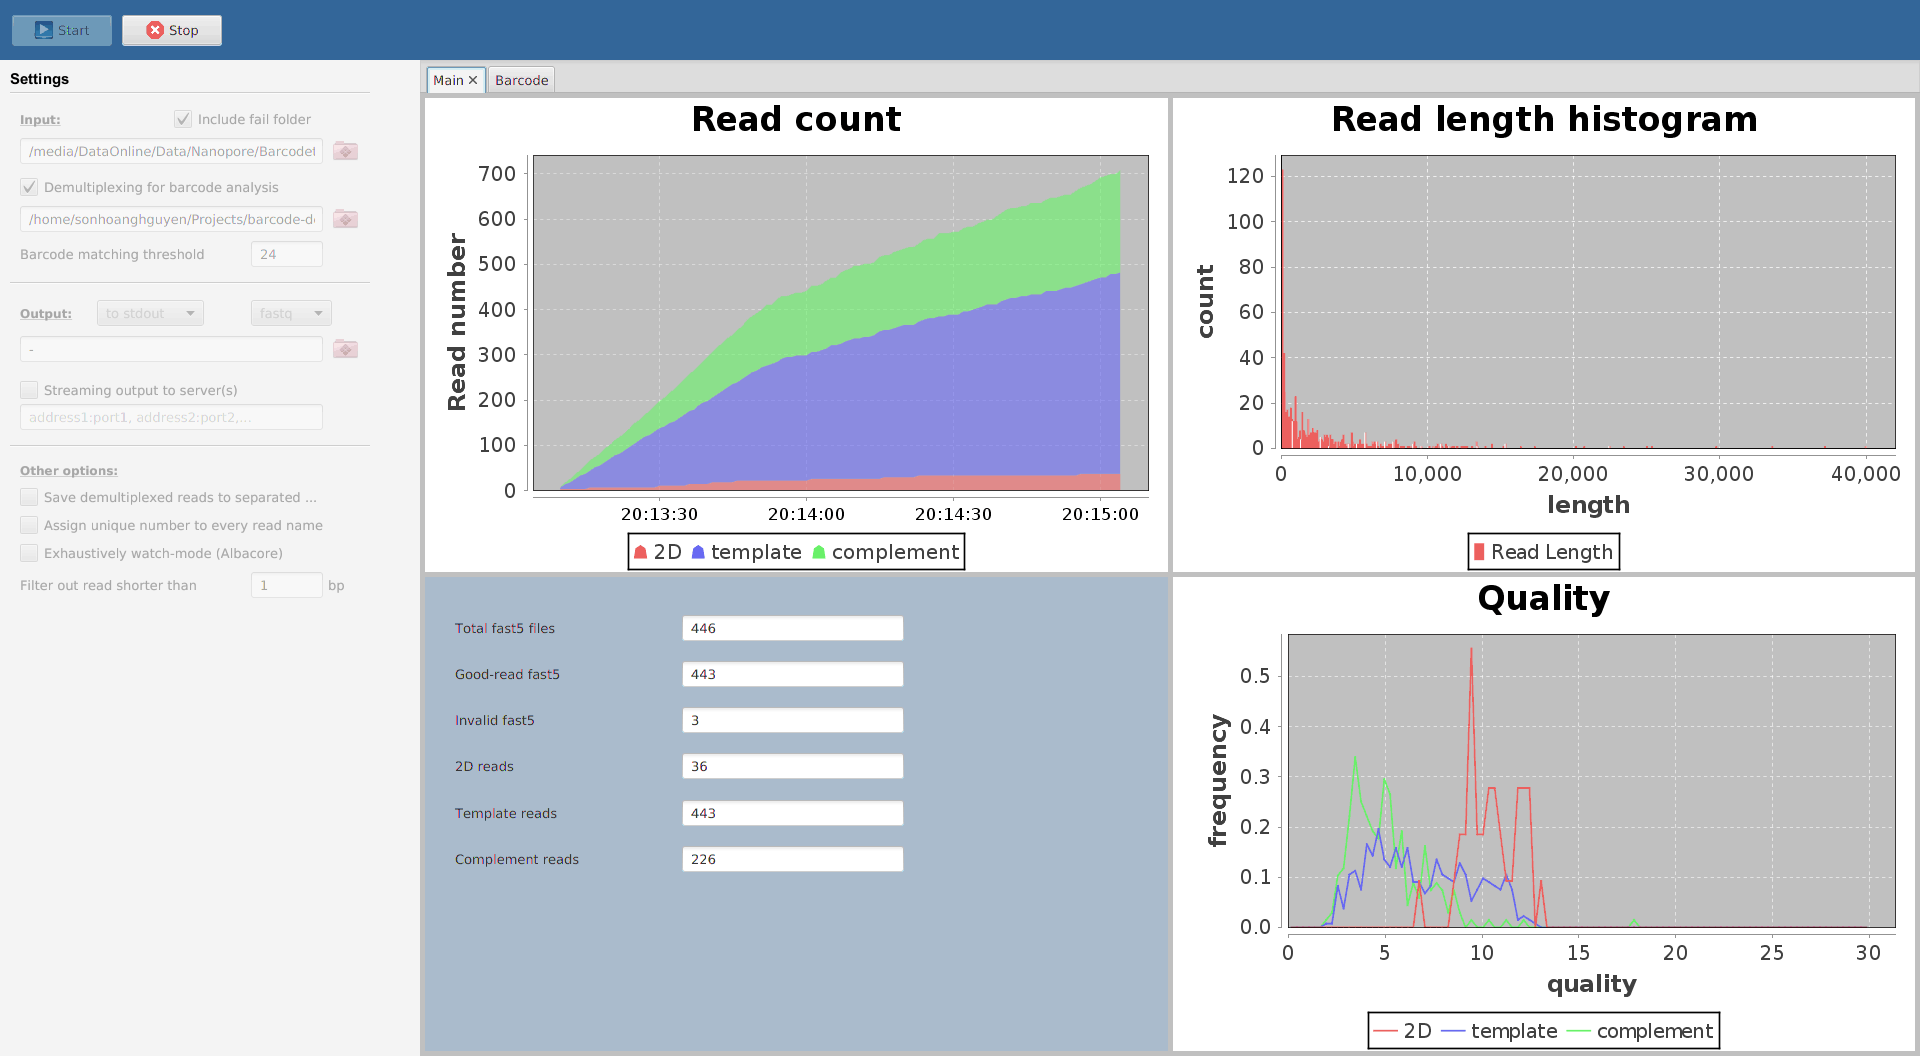 Start Stop
Settings
Input: Include fail folder
/media/DataOnline/Data/Nanopore/Barcode
Demultiplexing for barcode analysis
/home/sonhoanghguyen/Projects/barcode-d
Barcode matching threshold 24
Output: to stdout fastq
-
Streaming output to server(s)
address1:port1, address2:port2,...
Other options:
Save demultiplexed reads to separated ...
Assign unique number to every read name
Exhaustively watch-mode (Albacore)
Filter out read shorter than 1 bp
Main Barcode
Read count
Read number
700
600
500
400
300
200
100
0
20:13:30 20:14:00 20:14:30 20:15:00
2D template complement
Read length histogram
count
120
100
80
60
40
20
0
0 10,000 20,000 30,000 40,000
length
Read Length
Total fast5 files 446
Good-read fast5 443
Invalid fast5 3
2D reads 36
Template reads 443
Complement reads 226
Quality
frequency
0.5
0.4
0.3
0.2
0.1
0.0
0 5 10 15 20 25 30
quality
2D template complement